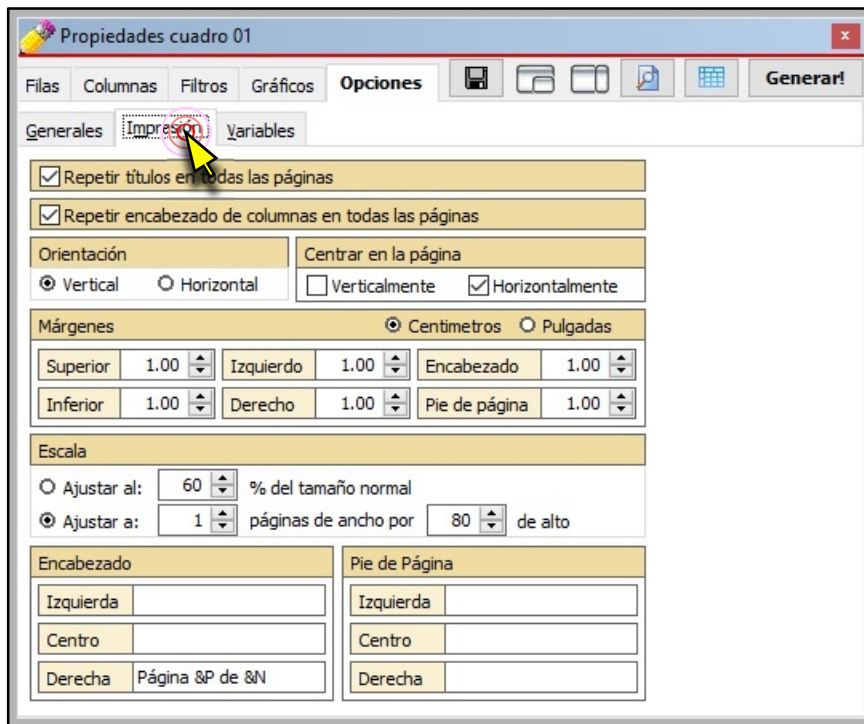 Propiedades cuadro 01
x
Filas Columnas Filtros Gráficos Opciones Generar!
Generales Impresión Variables
Repetir títulos en todas las páginas
Repetir encabezado de columnas en todas las páginas
Orientación Centrar en la página
Vertical Horizontal Verticalmente Horizontalmente
Márgenes Centimetros Pulgadas
Superior 1.00 Izquierdo 1.00 Encabezado 1.00
Inferior 1.00 Derecho 1.00 Pie de página 1.00
Escala
Ajustar al: 60 % del tamaño normal
Ajustar a: 1 páginas de ancho por 80 de alto
Encabezado Pie de Página
Izquierda Izquierda
Centro Centro
Derecha Página &P de &N Derecha